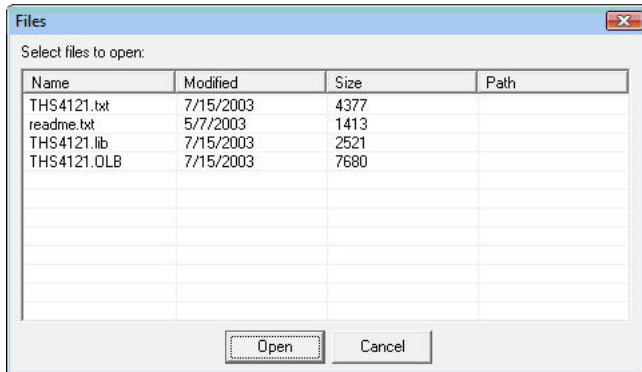 Files
Select files to open:
Name Modified Size Path
THS4121.txt 7/15/2003 4377
readme.txt 5/7/2003 1413
THS4121.lib 7/15/2003 2521
THS4121.OLB 7/15/2003 7680
Open Cancel